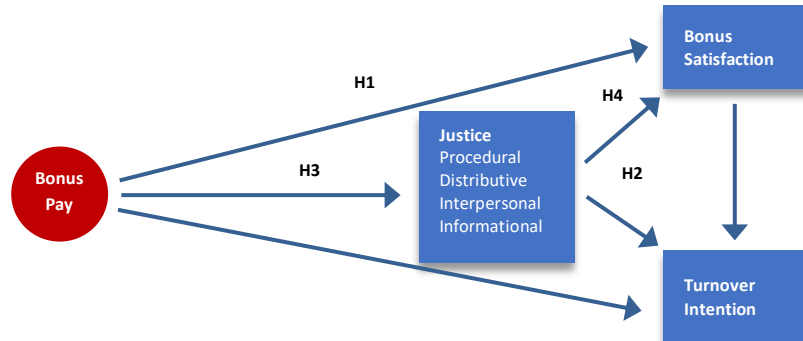 Bonus
Satisfaction
H1
H4
Justice
Procedural
Distributive
Interpersonal
Informational
H3
H2
Bonus
Pay
Turnover
Intention